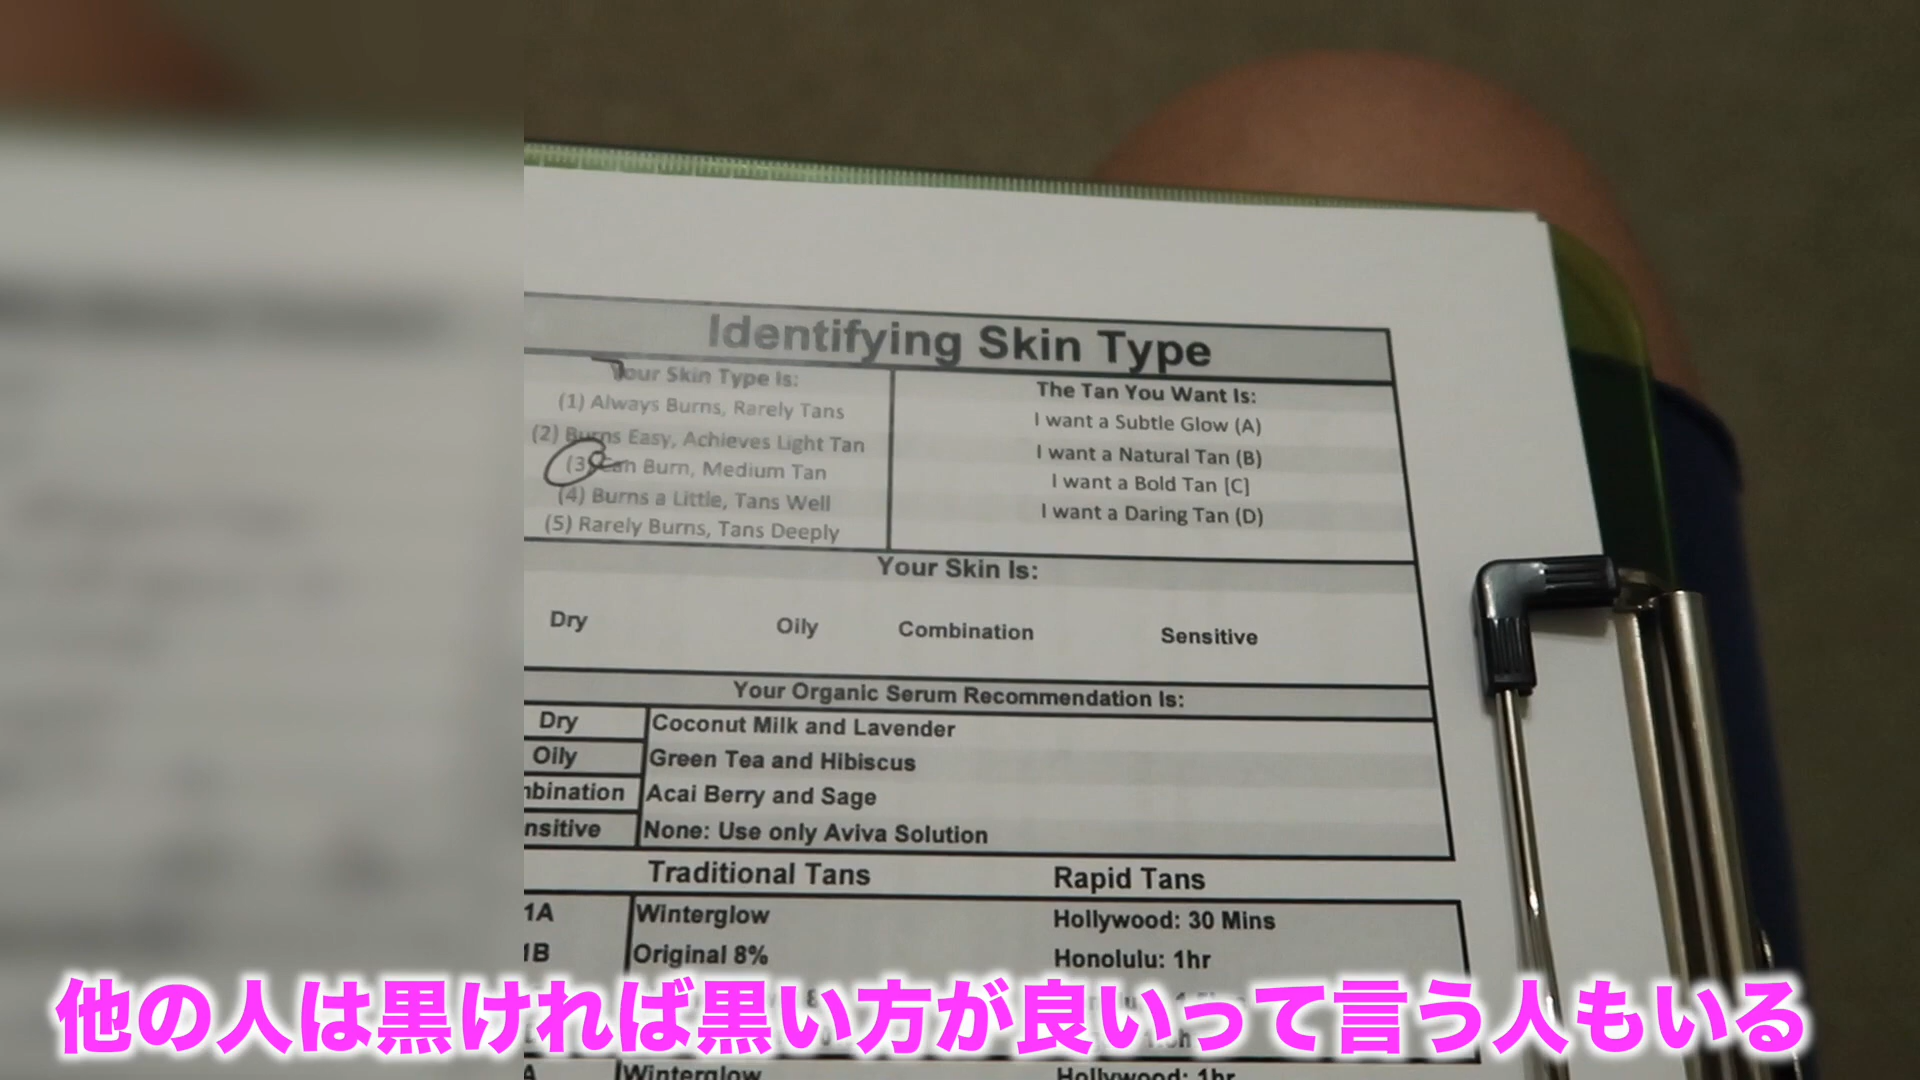 Identifying Skin Type
Your Skin Type Is:
(1) Always Burns, Rarely Tans
(2) Burns Easy, Achieves Light Tan
(3) Can Burn, Medium Tan
(4) Burns a Little, Tans Well
(5) Rarely Burns, Tans Deeply
The Tan You Want Is:
I want a Subtle Glow (A)
I want a Natural Tan (B)
I want a Bold Tan [C]
I want a Daring Tan (D)
Your Skin Is:
Dry Oily Combination Sensitive
Your Organic Serum Recommendation Is:
Dry Coconut Milk and Lavender
Oily Green Tea and Hibiscus
nbination Acai Berry and Sage
nsitive None: Use only Aviva Solution
Traditional Tans Rapid Tans
1A Winterglow Hollywood: 30 Mins
1B Original 8% Honolulu: 1hr
他の人は黒ければ黒い方が良いって言う人もいる
A Winterglow Hollywood: 1hr